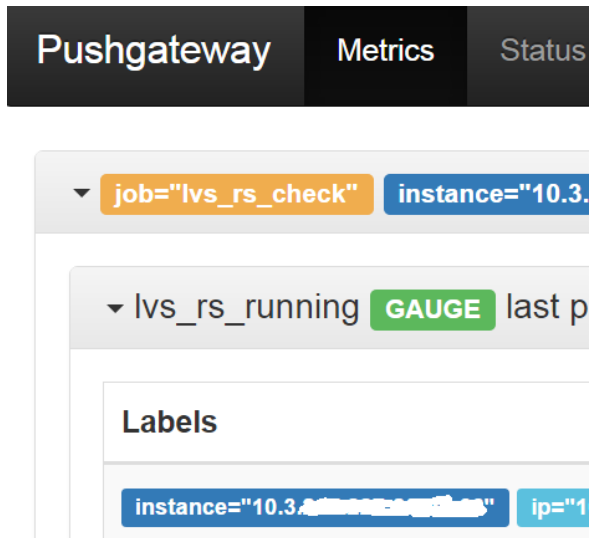 Pushgateway Metrics Status
job="lvs_rs_check" instance="10.3.
lvs_rs_running GAUGE last p
Labels
instance="10.3. " ip="1